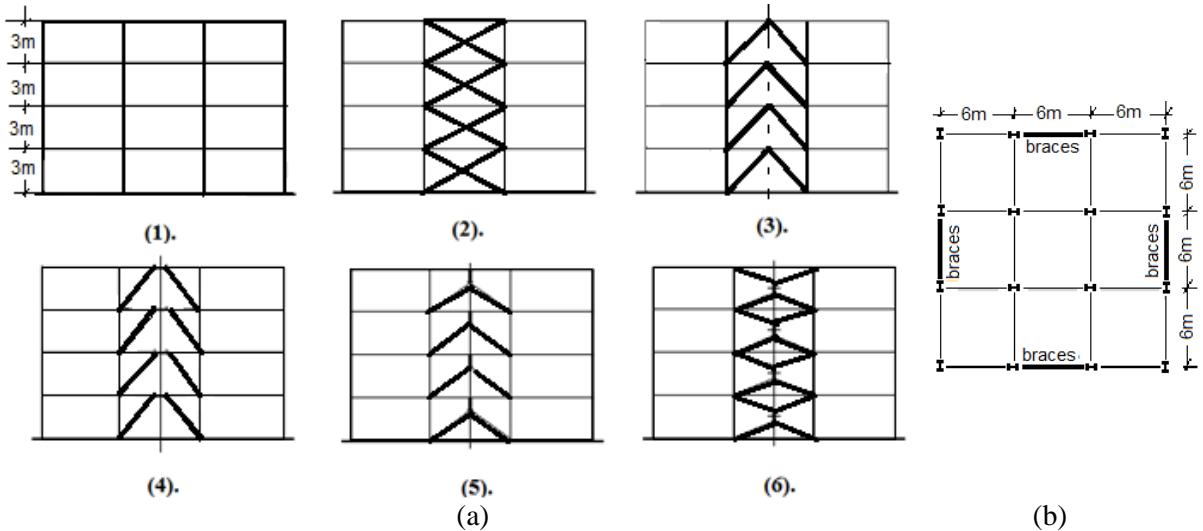 3m
3m
3m
3m
(1).
(2).
(3).
(4).
(5).
(6).
(a)
6m 6m 6m
braces
6m
braces
braces
6m
braces
6m
(b)